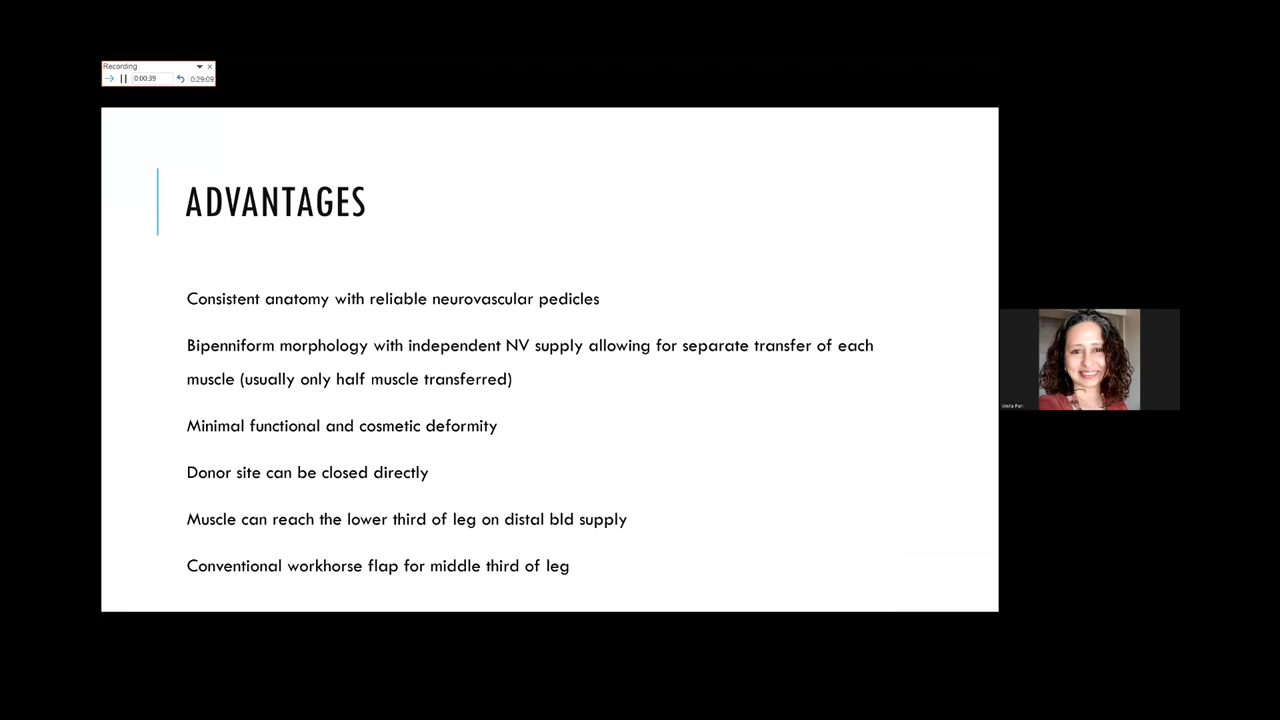 Recording
0:00:39 0:29:09
ADVANTAGES
Consistent anatomy with reliable neurovascular pedicles
Bipenniform morphology with independent NV supply allowing for separate transfer of each
muscle (usually only half muscle transferred)
Minimal functional and cosmetic deformity
Donor site can be closed directly
Muscle can reach the lower third of leg on distal bld supply
Conventional workhorse flap for middle third of leg